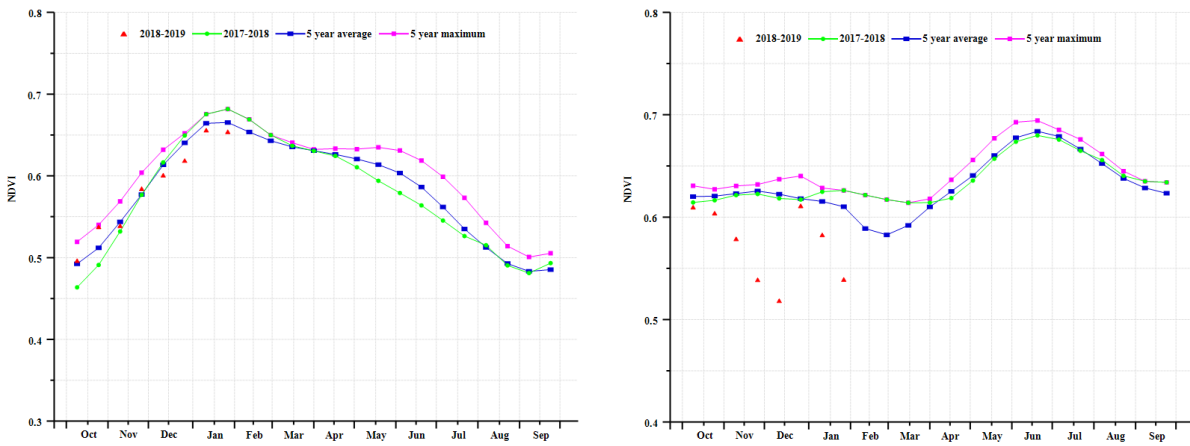 0.8
2018-2019 2017-2018 5 year average 5 year maximum
0.7
0.6
NDVI
0.5
0.4
0.3
Oct Nov Dec Jan Feb Mar Apr May Jun Jul Aug Sep
0.8
2018-2019 2017-2018 5 year average 5 year maximum
0.7
0.6
NDVI
0.5
0.4
Oct Nov Dec Jan Feb Mar Apr May Jun Jul Aug Sep